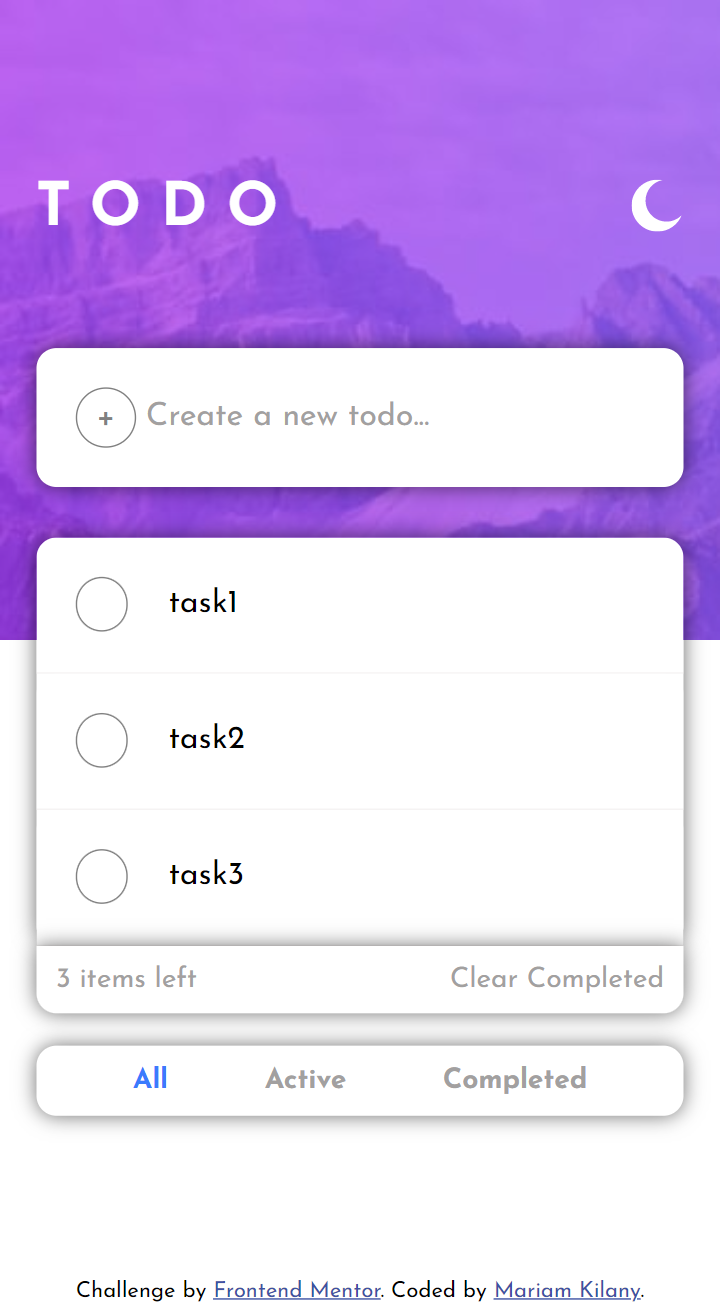 TODO
+ Create a new todo...
task1
task2
task3
3 items left Clear Completed
All Active Completed
Challenge by Frontend Mentor. Coded by Mariam Kilany.